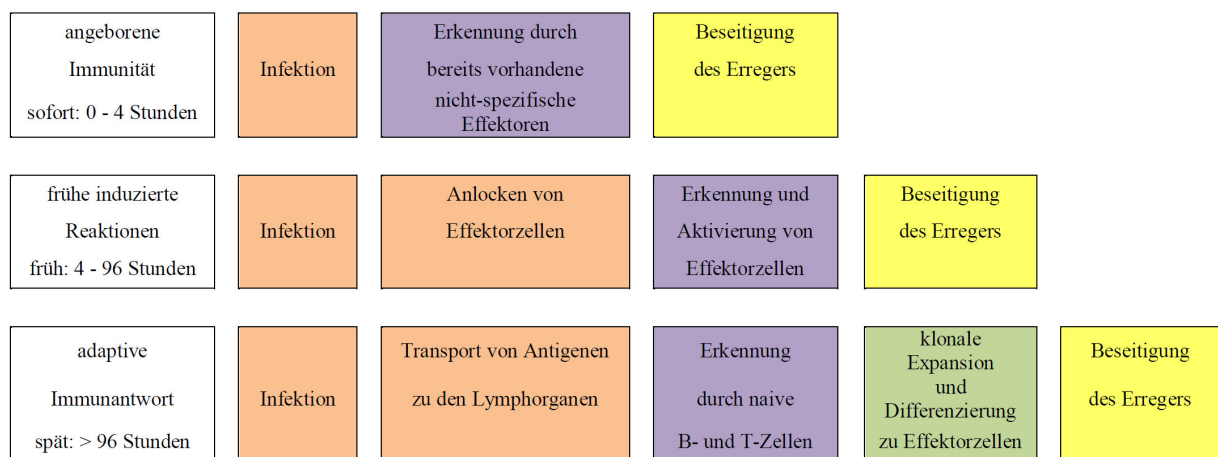 angeborene
Immunität
sofort: 0 - 4 Stunden
Infektion
Erkennung durch
bereits vorhandene
nicht-spezifische
Effektoren
Beseitigung
des Erregers
frühe induzierte
Reaktionen
früh: 4 - 96 Stunden
Infektion
Anlocken von
Effektorzellen
Erkennung und
Aktivierung von
Effektorzellen
Beseitigung
des Erregers
adaptive
Immunantwort
spät: > 96 Stunden
Infektion
Transport von Antigenen
zu den Lymphorganen
Erkennung
durch naive
B- und T-Zellen
klonale
Expansion
und
Differenzierung
zu Effektorzellen
Beseitigung
des Erregers